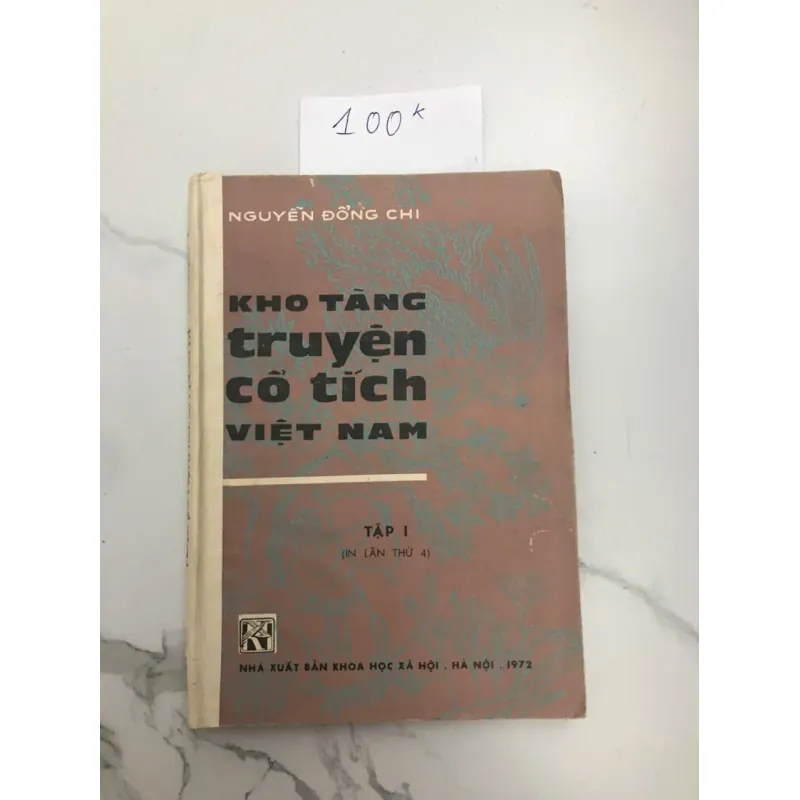 100k
NGUYỄN ĐỔNG CHI
KHO TÀNG
truyện
cổ tích
VIỆT NAM
TẬP I
(IN LẦN THỨ 4)
NHÀ XUẤT BẢN KHOA HỌC XÃ HỘI . HÀ NỘI . 1972